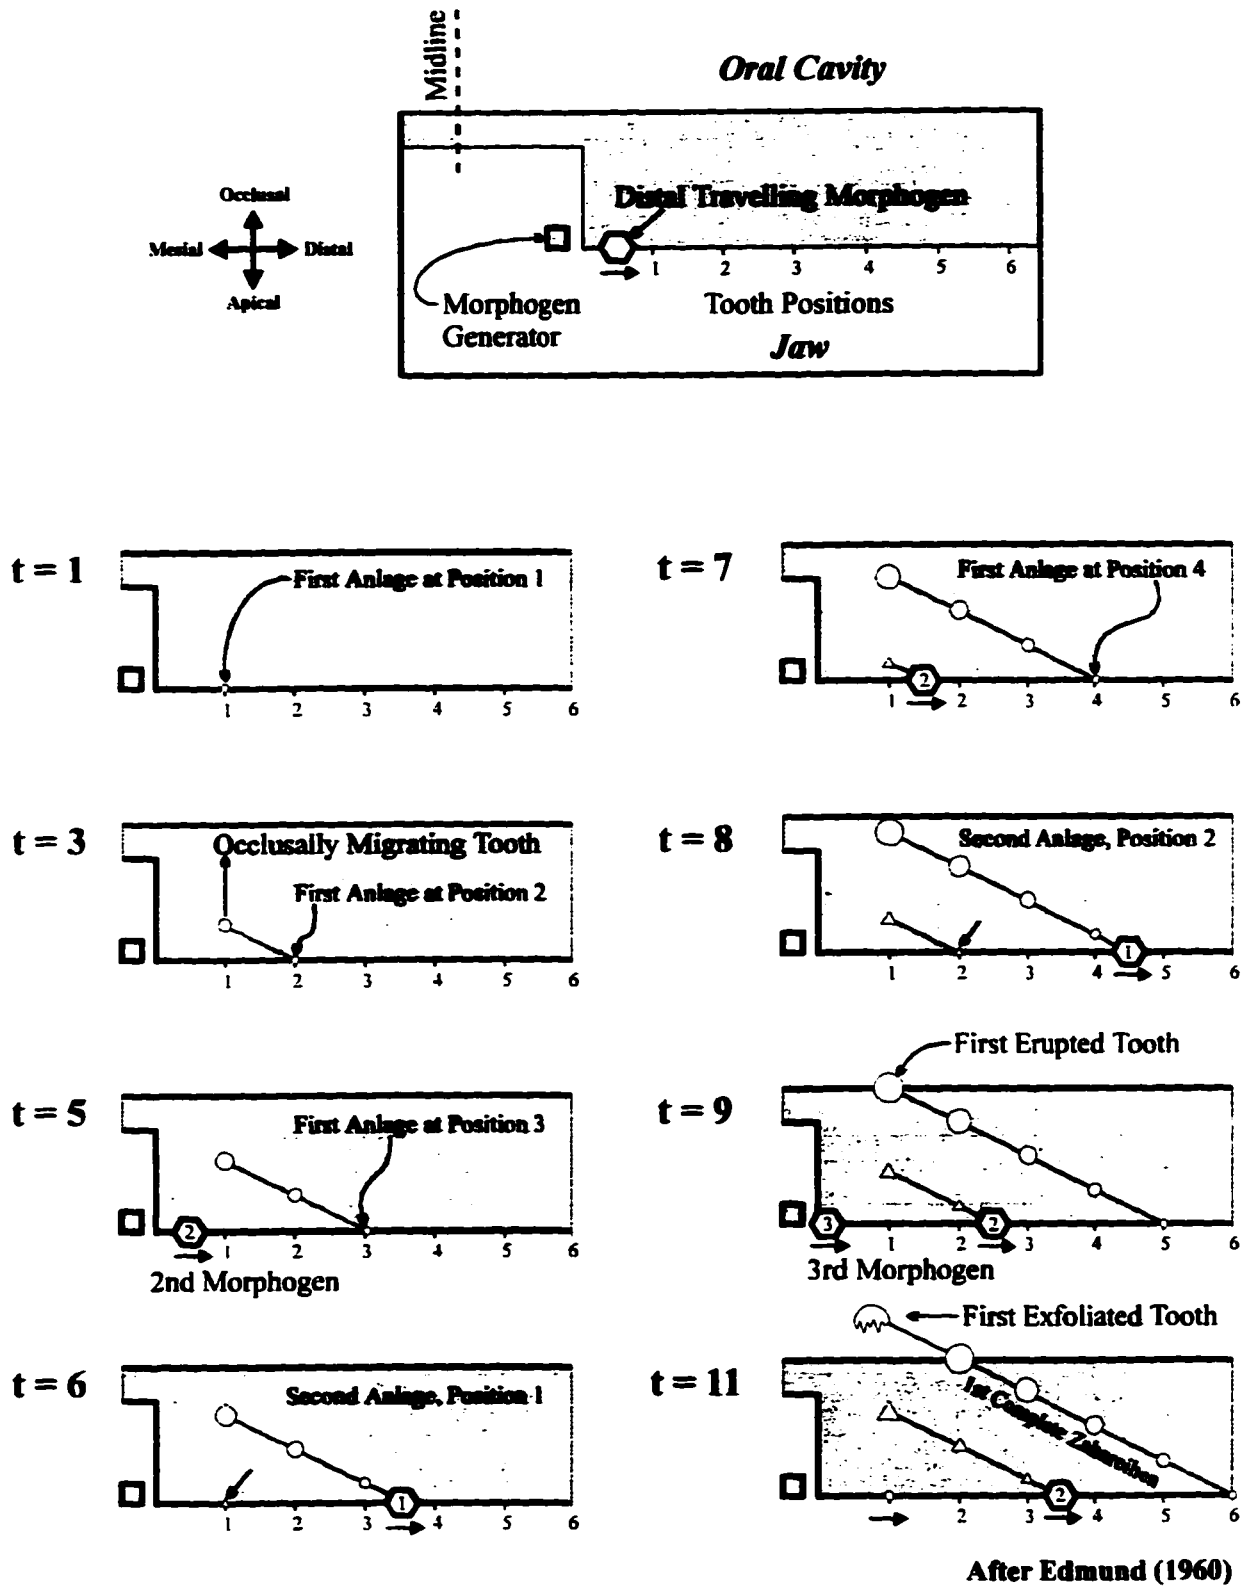 Midline
Oral Cavity
Occlusal
Mesial
Distal
Apical
Distal Travelling Morphogen
1 2 3 4 5 6
Morphogen
Generator
Tooth Positions
Jaw
t = 1
First Anlage at Position 1
1 2 3 4 5 6
t = 3
Occlusally Migrating Tooth
First Anlage at Position 2
1 2 3 4 5 6
t = 5
First Anlage at Position 3
2
1 2 3 4 5 6
2nd Morphogen
t = 6
Second Anlage, Position 1
1
1 2 3 4 5 6
t = 7
First Anlage at Position 4
2
1 2 3 4 5 6
t = 8
Second Anlage, Position 2
1
1 2 3 4 5 6
First Erupted Tooth
t = 9
3 2
1 2 3 4 5 6
3rd Morphogen
First Exfoliated Tooth
t = 11
1st Complete Zahnreihen
2
2 3 4 5 6
After Edmund (1960)